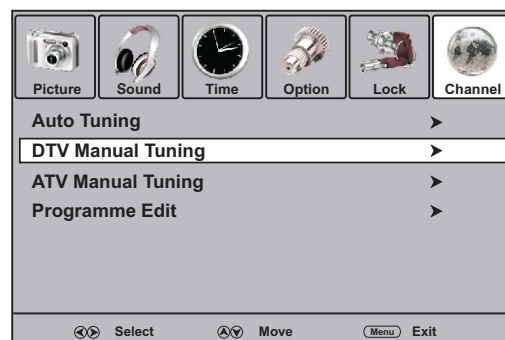 Picture Sound Time Option Lock Channel
Auto Tuning
DTV Manual Tuning
ATV Manual Tuning
Programme Edit
Select Move Menu Exit